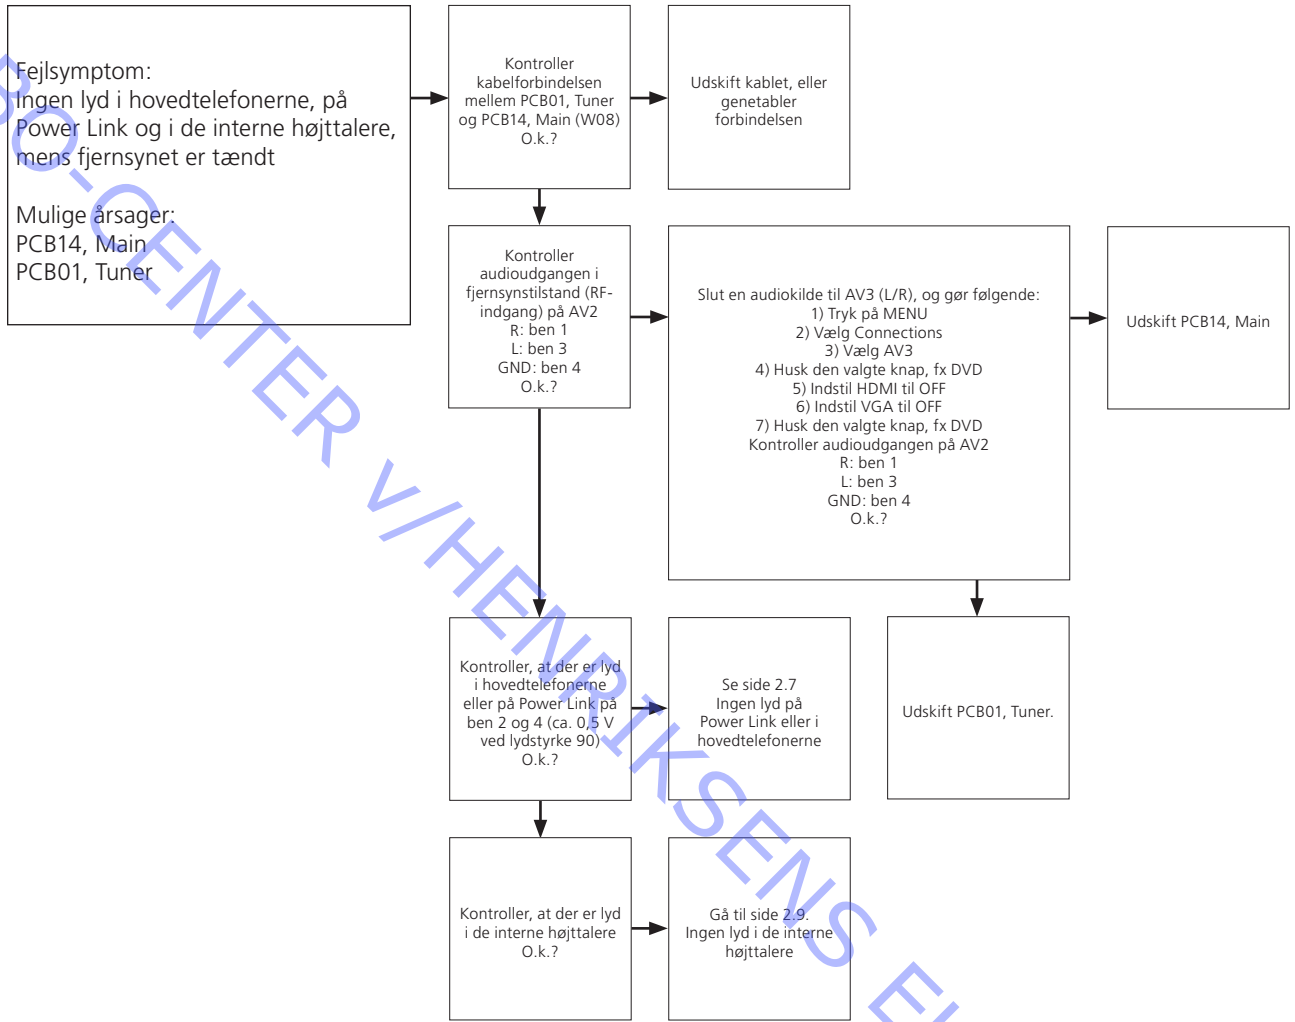 Fejlsymptom:
Ingen lyd i hovedtelefonerne, på
Power Link og i de interne højttalere,
mens fjernsynet er tændt
Mulige årsager:
PCB14, Main
PCB01, Tuner
Kontroller
kabelforbindelsen
mellem PCB01, Tuner
og PCB14, Main (W08)
O.k.?
Udskift kablet, eller
genetabler
forbindelsen
Kontroller
audioudgangen i
fjernsynstilstand (RF-
indgang) på AV2
R: ben 1
L: ben 3
GND: ben 4
O.k.?
Slut en audiokilde til AV3 (L/R), og gør følgende:
1) Tryk på MENU
2) Vælg Connections
3) Vælg AV3
4) Husk den valgte knap, fx DVD
5) Indstil HDMI til OFF
6) Indstil VGA til OFF
7) Husk den valgte knap, fx DVD
Kontroller audioudgangen på AV2
R: ben 1
L: ben 3
GND: ben 4
O.k.?
Udskift PCB14, Main
Kontroller, at der er lyd
i hovedtelefonerne
eller på Power Link på
ben 2 og 4 (ca. 0,5 V
ved lydstyrke 90)
O.k.?
Se side 2.7
Ingen lyd på
Power Link eller i
hovedtelefonerne
Udskift PCB01, Tuner.
Kontroller, at der er lyd
i de interne højttalere
O.k.?
Gå til side 2.9.
Ingen lyd i de interne
højttalere
BO-CENTER v/HENRIKSENS